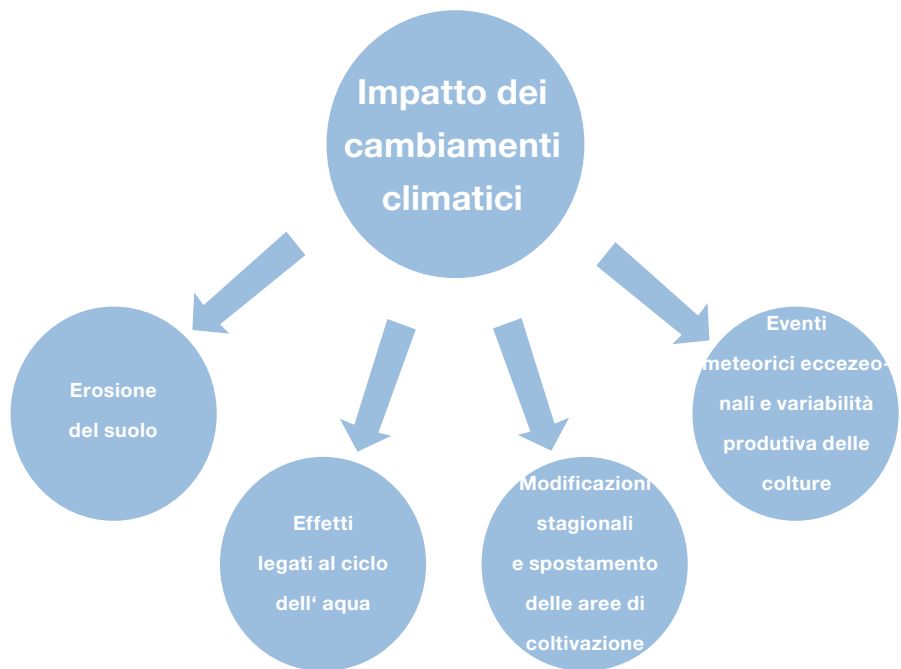 Impatto dei
cambiamenti
climatici
Erosione
del suolo
Effetti
legati al ciclo
dell‘ aqua
Modificazioni
stagionali
e spostamento
delle aree di
coltivazione
Eventi
meteorici eccezeo-
nali e variabilità
produtiva delle
colture